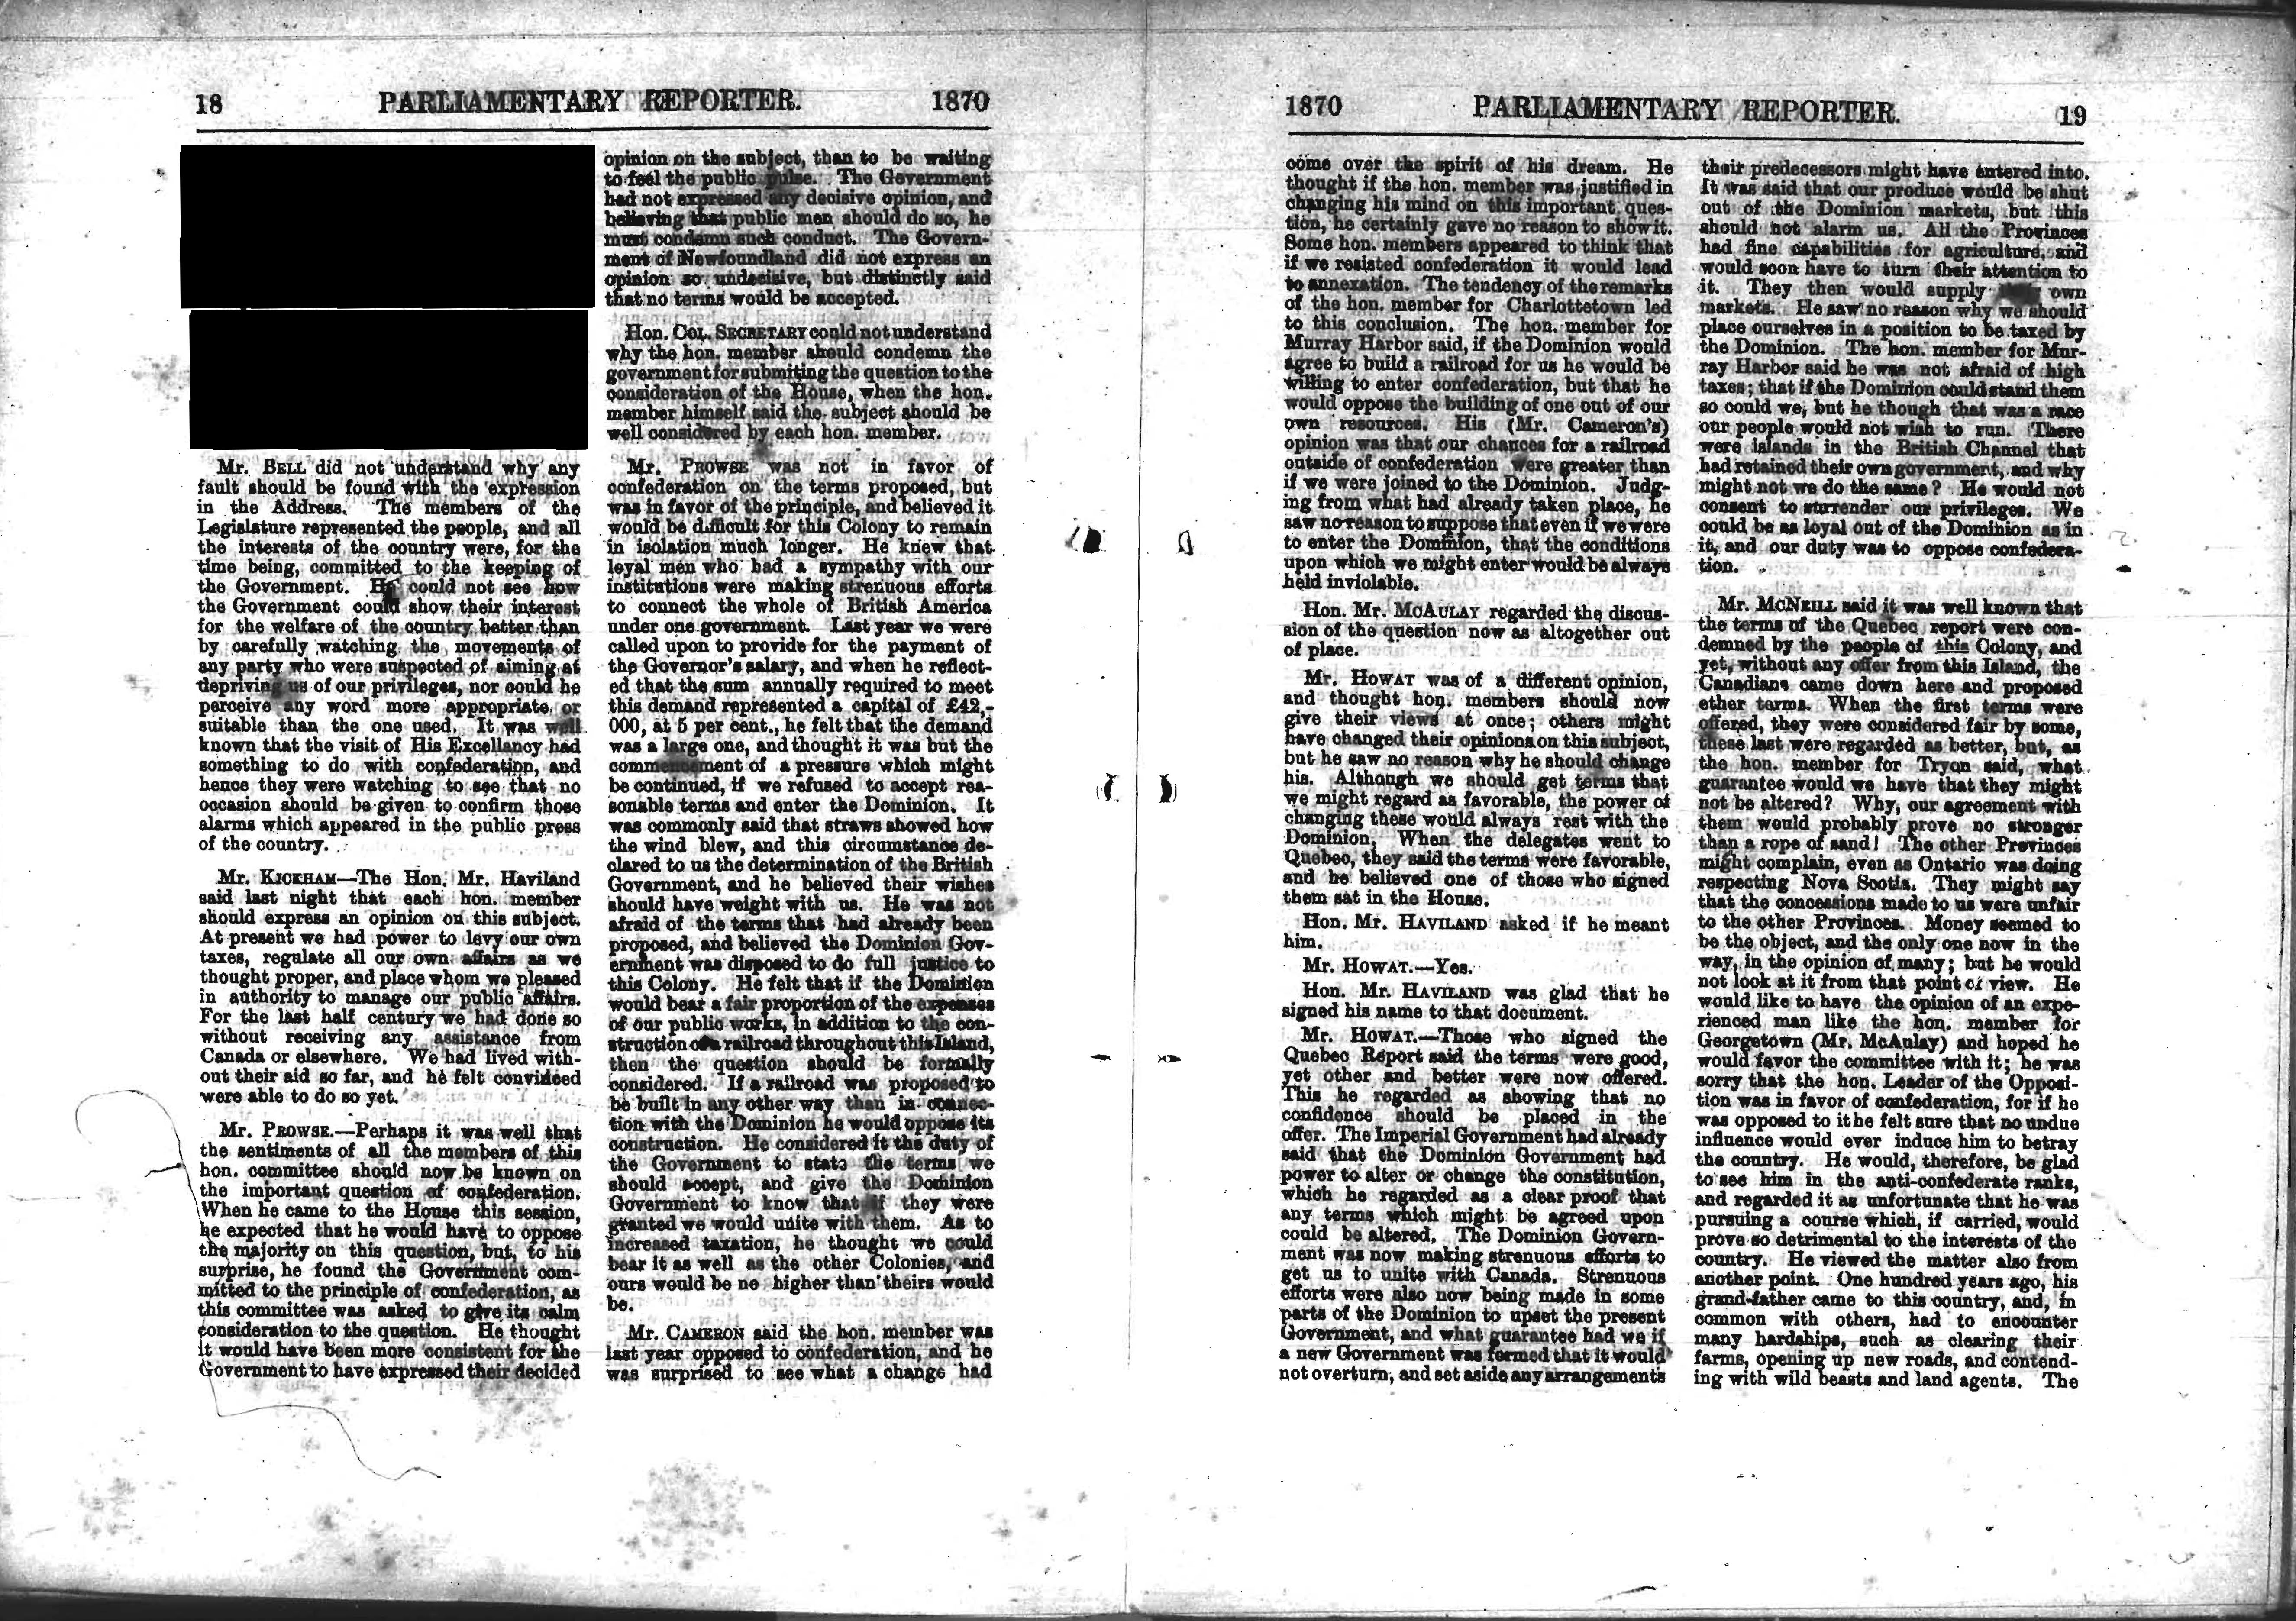 18 PARLIAMENTARY REPORTER. 1870
Mr. BELL did not understand why any
fault should be found with the expression
in the Address. The members of the
Legislature represented the people, and all
the interests of the country were, for the
time being, committed to the keeping of
the Government. He could not see how
the Government could show their interest
for the welfare of the country better than
by carefully watching the movements of
any party who were suspected of aiming at
depriving us of our privileges, nor could he
perceive any word more appropriate or
suitable than the one used. It was well
known that the visit of His Excellancy had
something to do with confederation, and
hence they were watching to see that no
occasion should be given to confirm those
alarms which appeared in the public press
of the country.
Mr. KICKHAM—The Hon. Mr. Haviland
said last night that each hon. member
should express an opinion on this subject.
At present we had power to levy our own
taxes, regulate all our own affairs as we
thought proper, and place whom we pleased
in authority to manage our public affairs.
For the last half century we had done so
without receiving any assistance from
Canada or elsewhere. We had lived with-
out their aid so far, and he felt convinced
were able to do so yet.
Mr. PROWSE.—Perhaps it was well that
the sentiments of all the members of this
hon. committee should now be known on
the important question of confederation.
When he came to the House this session,
he expected that he would have to oppose
the majority on this question, but, to his
surprise, he found the Government com-
mitted to the principle of confederation, as
this committee was asked to give its calm
consideration to the question. He thought
it would have been more consistent for the
Government to have expressed their decided
opinion on the subject, than to be waiting
to feel the public pulse. The Government
had not expressed any decisive opinion, and
believing that public men should do so, he
must condemn such conduct. The Govern-
ment of Newfoundland did not express an
opinion so undecisive, but distinctly said
that no terms would be accepted.
Hon. COL. SECRETARY could not understand
why the hon. member should condemn the
government for submiting the question to the
consideration of the House, when the hon.
member himself said the subject should be
well considered by each hon. member.
Mr. PROWSE was not in favor of
confederation on the terms proposed, but
was in favor of the principle, and believed it
would be difficult for this Colony to remain
in isolation much longer. He knew that
loyal men who had a sympathy with our
institutions were making strenuous efforts
to connect the whole of British America
under one government. Last year we were
called upon to provide for the payment of
the Governor's salary, and when he reflect-
ed that the sum annually required to meet
this demand represented a capital of £42,-
000, at 5 per cent., he felt that the demand
was a large one, and thought it was but the
commencement of a pressure which might
be continued, if we refused to accept rea-
sonable terms and enter the Dominion. It
was commonly said that straws showed how
the wind blew, and this circumstance de-
clared to us the determination of the British
Government, and he believed their wishes
should have weight with us. He was not
afraid of the terms that had already been
proposed, and believed the Dominion Gov-
ernment was disposed to do full justice to
this Colony. He felt that if the Dominion
would bear a fair proportion of the expenses
of our public works, in addition to the con-
struction of a railroad throughout this Island,
then the question should be formally
considered. If a railroad was proposed to
be built in any other way than in connec-
tion with the Dominion he would oppose its
construction. He considered it the duty of
the Government to state the terms we
should accept, and give the Dominion
Government to know that if they were
granted we would unite with them. As to
increased taxation, he thought we could
bear it as well as the other Colonies, and
ours would be no higher than theirs would
be.
Mr. CAMERON said the hon. member was
last year opposed to confederation, and he
was surprised to see what a change had
1870 PARLIAMENTARY REPORTER. 19
come over the spirit of his dream. He
thought if the hon. member was justified in
changing his mind on this important ques-
tion, he certainly gave no reason to show it.
Some hon. members appeared to think that
if we resisted confederation it would lead
to annexation. The tendency of the remarks
of the hon. member for Charlottetown led
to this conclusion. The hon. member for
Murray Harbor said, if the Dominion would
agree to build a railroad for us he would be
willing to enter confederation, but that he
would oppose the building of one out of our
own resources. His (Mr. Cameron's)
opinion was that our chances for a railroad
outside of confederation were greater than
if we were joined to the Dominion. Judg-
ing from what had already taken place, he
saw no reason to suppose that even if we were
to enter the Dominion, that the conditions
upon which we might enter would be always
held inviolable.
Hon. Mr. MCAULAY regarded the discus-
sion of the question now as altogether out
of place.
Mr. HOWAT was of a different opinion,
and thought hon. members should now
give their views at once; others might
have changed their opinions on this subject,
but he saw no reason why he should change
his. Although we should get terms that
we might regard as favorable, the power of
changing these would always rest with the
Dominion. When the delegates went to
Quebec, they said the terms were favorable,
and he believed one of those who signed
them sat in the House.
Hon. Mr. HAVILAND asked if he meant
him.
Mr. HOWAT.—Yes.
Hon. Mr. HAVILAND was glad that he
signed his name to that document.
Mr. HOWAT.—Those who signed the
Quebec Report said the terms were good,
yet other and better were now offered.
This he regarded as showing that no
confidence should be placed in the
offer. The Imperial Government had already
said that the Dominion Government had
power to alter or change the constitution,
which he regarded as a clear proof that
any terms which might be agreed upon
could be altered. The Dominion Govern-
ment was now making strenuous efforts to
get us to unite with Canada. Strenuous
efforts were also now being made in some
parts of the Dominion to upset the present
Government, and what guarantee had we if
a new Government was formed that it would
not overturn, and set aside any arrangements
their predecessors might have entered into.
It was said that our produce would be shut
out of the Dominion markets, but this
should not alarm us. All the Provinces
had fine capabilities for agriculture, and
would soon have to turn their attention to
it. They then would supply own
markets. He saw no reason why we should
place ourselves in a position to be taxed by
the Dominion. The hon. member for Mur-
ray Harbor said he was not afraid of high
taxes; that if the Dominion could stand them
so could we, but he though that was a race
our people would not wish to run. There
were islands in the British Channel that
had retained their own government, and why
might not we do the same? He would not
consent to surrender our privileges. We
could be as loyal out of the Dominion as in
it, and our duty was to oppose confedera-
tion.
Mr. MCNEILL said it was well known that
the terms of the Quebec report were con-
demned by the people of this Colony, and
yet, without any offer from this Island, the
Canadians came down here and proposed
ether terms. When the first terms were
offered, they were considered fair by some,
these last were regarded as better, but, as
the hon. member for Tryon said, what
guarantee would we have that they might
not be altered? Why, our agreement with
them would probably prove no stronger
than a rope of sand! The other Provinces
might complain, even as Ontario was doing
respecting Nova Scotia. They might say
that the concessions made to us were unfair
to the other Provinces. Money seemed to
be the object, and the only one now in the
way, in the opinion of many; but he would
not look at it from that point of view. He
would like to have the opinion of an expe-
rienced man like the hon. member for
Georgetown (Mr. McAulay) and hoped he
would favor the committee with it; he was
sorry that the hon. Leader of the Opposi-
tion was in favor of confederation, for if he
was opposed to it he felt sure that no undue
influence would ever induce him to betray
the country. He would, therefore, be glad
to see him in the anti-confederate ranks,
and regarded it as unfortunate that he was
pursuing a course which, if carried, would
prove so detrimental to the interests of the
country. He viewed the matter also from
another point. One hundred years ago, his
grand-father came to this country, and, in
common with others, had to encounter
many hardships, such as clearing their
farms, opening up new roads, and contend-
ing with wild beasts and land agents. The